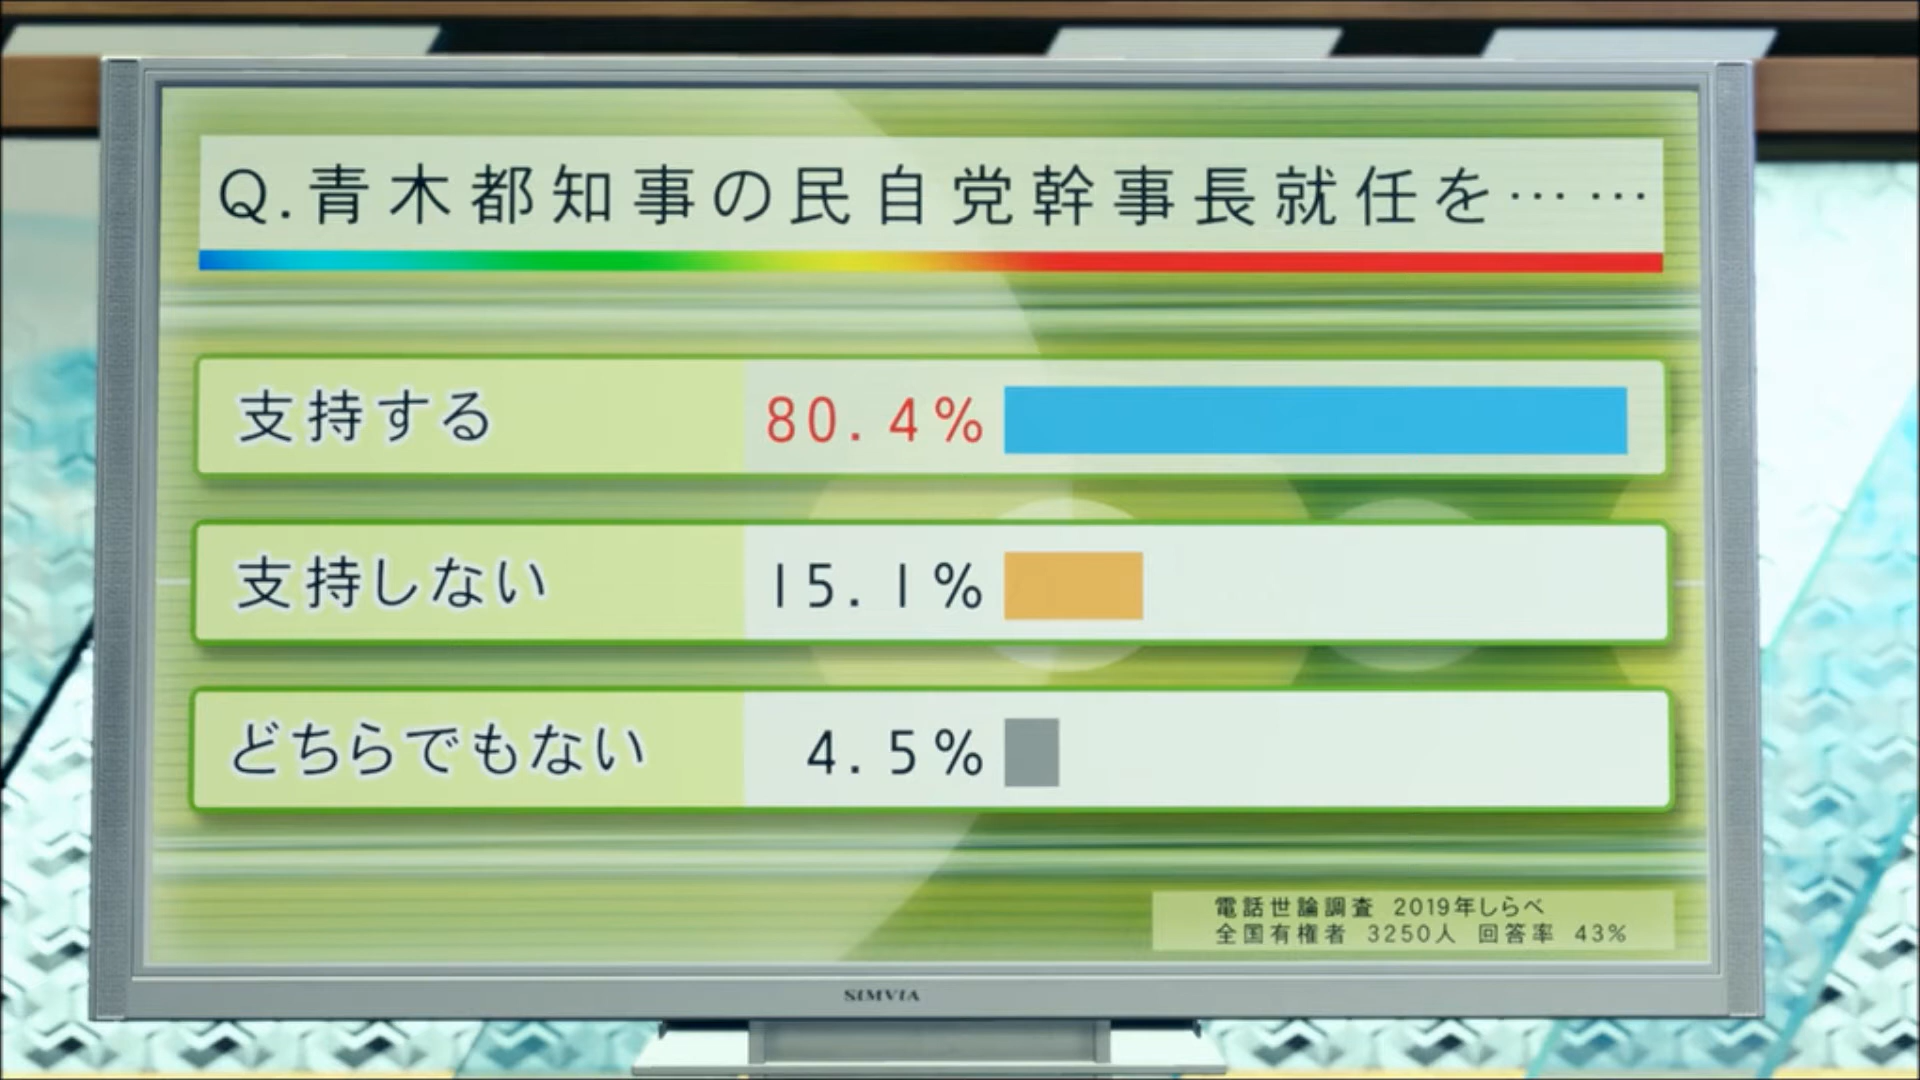 Q.青木都知事の民自党幹事長就任を……
支持する 80.4%
支持しない 15.1%
どちらでもない 4.5%
電話世論調査 2019年しらべ
全国有権者 3250人 回答率 43%
SIMVIA